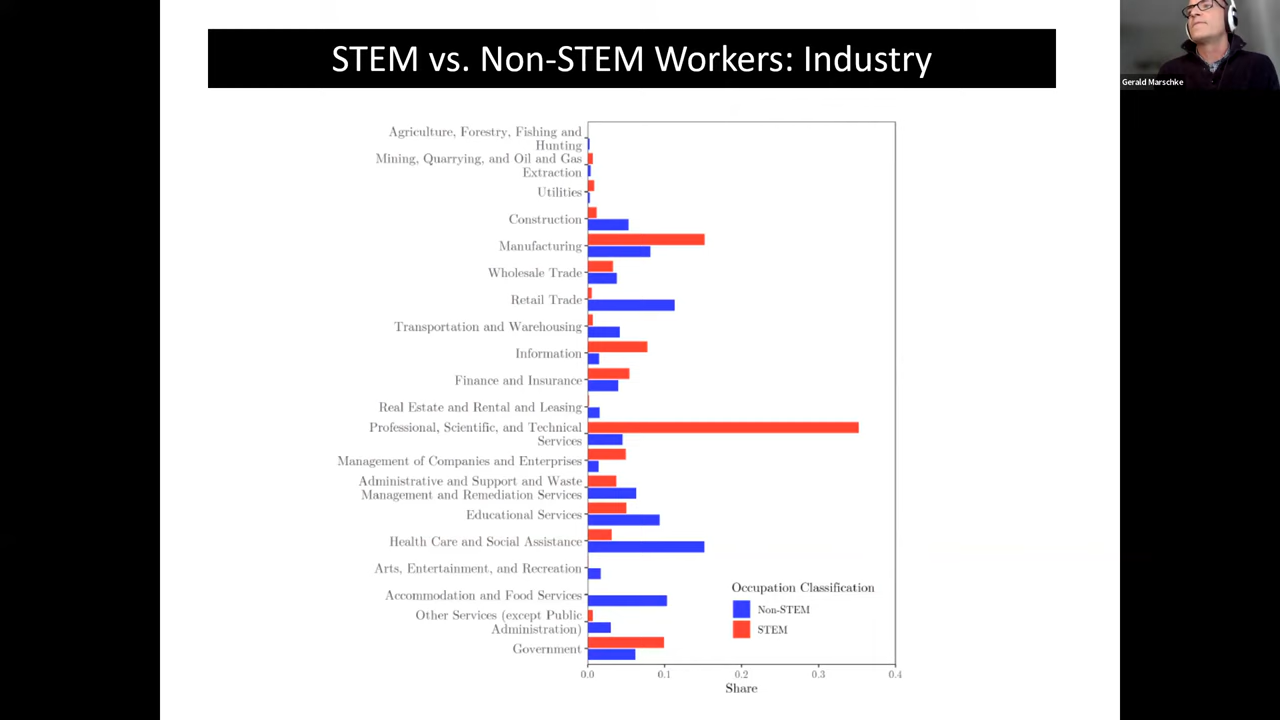 STEM vs. Non-STEM Workers: Industry
Gerald Marschke
Agriculture, Forestry, Fishing and
Hunting
Mining, Quarrying, and Oil and Gas
Extraction
Utilities
Construction
Manufacturing
Wholesale Trade
Retail Trade
Transportation and Warehousing
Information
Finance and Insurance
Real Estate and Rental and Leasing
Professional, Scientific, and Technical
Services
Management of Companies and Enterprises
Administrative and Support and Waste
Management and Remediation Services
Educational Services
Health Care and Social Assistance
Arts, Entertainment, and Recreation
Accommodation and Food Services
Other Services (except Public
Administration)
Government
Occupation Classification
Non-STEM
STEM
0.0 0.1 0.2 0.3 0.4
Share